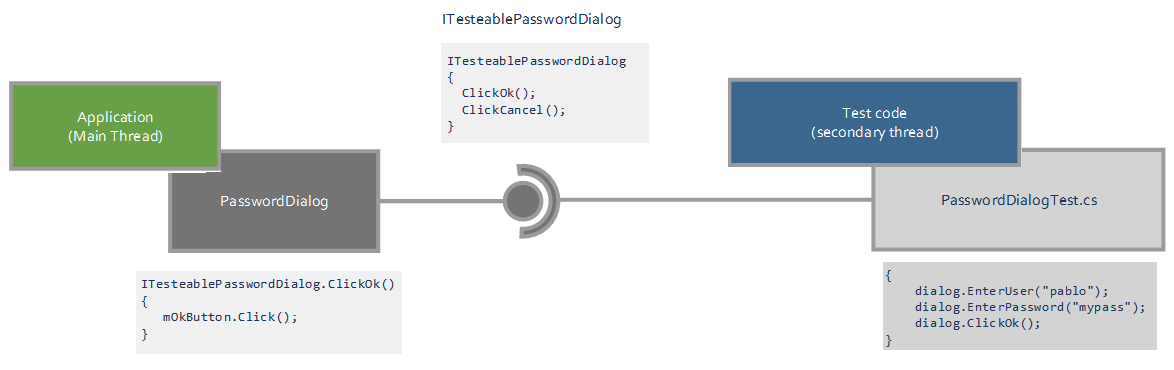 ITesteablePasswordDialog
ITesteablePasswordDialog
{
ClickOk();
ClickCancel();
}
Application
(Main Thread)
Test code
(secondary thread)
PasswordDialog
PasswordDialogTest.cs
ITesteablePasswordDialog.ClickOk()
{
mOkButton.Click();
}
{
dialog.EnterUser("pablo");
dialog.EnterPassword("mypass");
dialog.ClickOk();
}